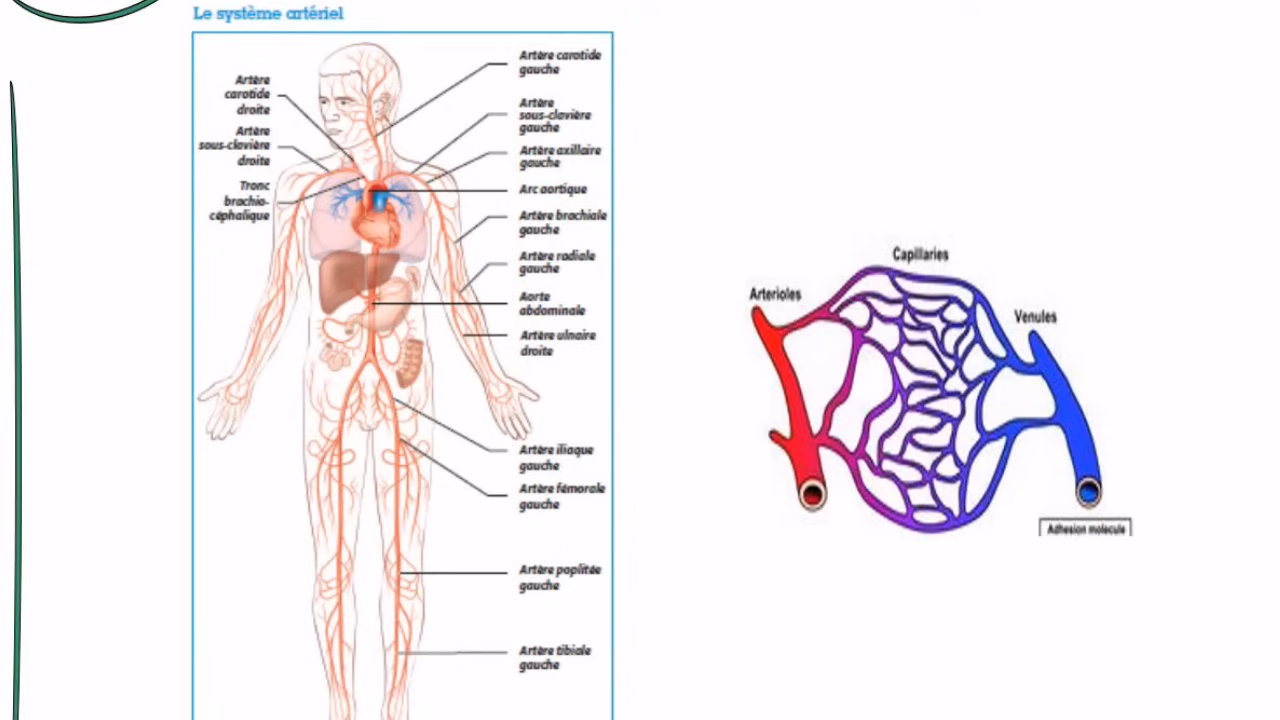 Le système artériel
Artère
carotide
droite
Artère
sous-clavière
droite
Tronc
brachio-
céphalique
Artère carotide
gauche
Artère
sous-clavière
gauche
Artère axillaire
gauche
Arc aortique
Artère brachiale
gauche
Artère radiale
gauche
Aorte
abdominale
Artère ulnaire
droite
Artère iliaque
gauche
Artère fémorale
gauche
Artère poplitée
gauche
Artère tibiale
gauche
Capillaries
Arterioles
Venules
Adhesion molecule